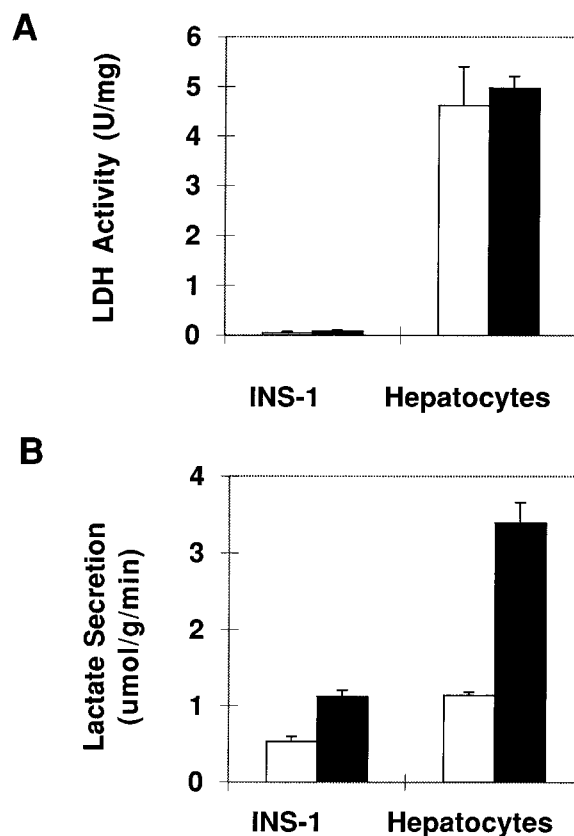 A
LDH Activity (U/mg)
6
5
4
3
2
1
0
INS-1 Hepatocytes
B
Lactate Secretion
(umol/g/min)
4
3
2
1
0
INS-1 Hepatocytes